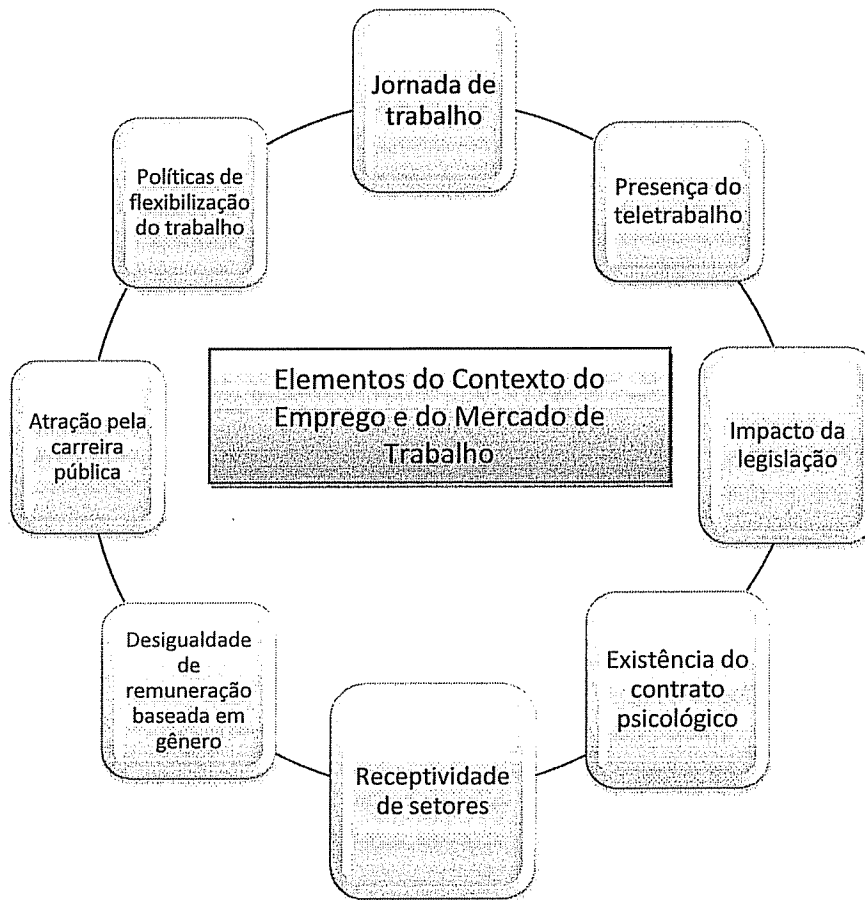 Jornada de
trabalho
Presença do
teletrabalho
Impacto da
legislação
Existência do
contrato
psicológico
Receptividade
de setores
Desigualdade
de
remuneração
baseada em
gênero
Atração pela
carreira
pública
Políticas de
flexibilização
do trabalho
Elementos do Contexto do
Emprego e do Mercado de
Trabalho